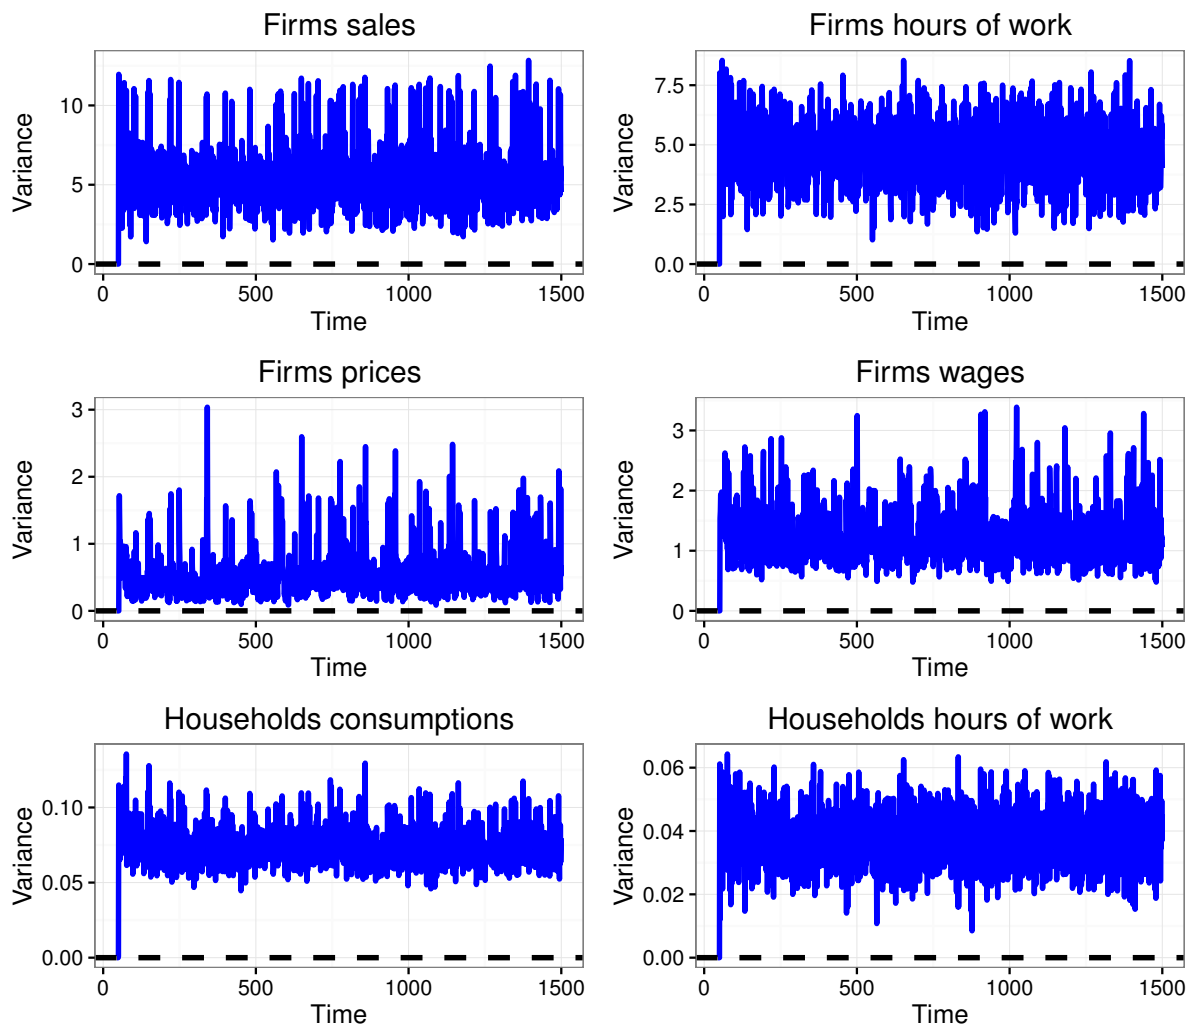 Firms sales
Variance
10
5
0
0 500 1000 1500
Time
Firms hours of work
Variance
7.5
5.0
2.5
0.0
0 500 1000 1500
Time
Firms prices
Variance
3
2
1
0
0 500 1000 1500
Time
Firms wages
Variance
3
2
1
0
0 500 1000 1500
Time
Households consumptions
Variance
0.10
0.05
0.00
0 500 1000 1500
Time
Households hours of work
Variance
0.06
0.04
0.02
0.00
0 500 1000 1500
Time